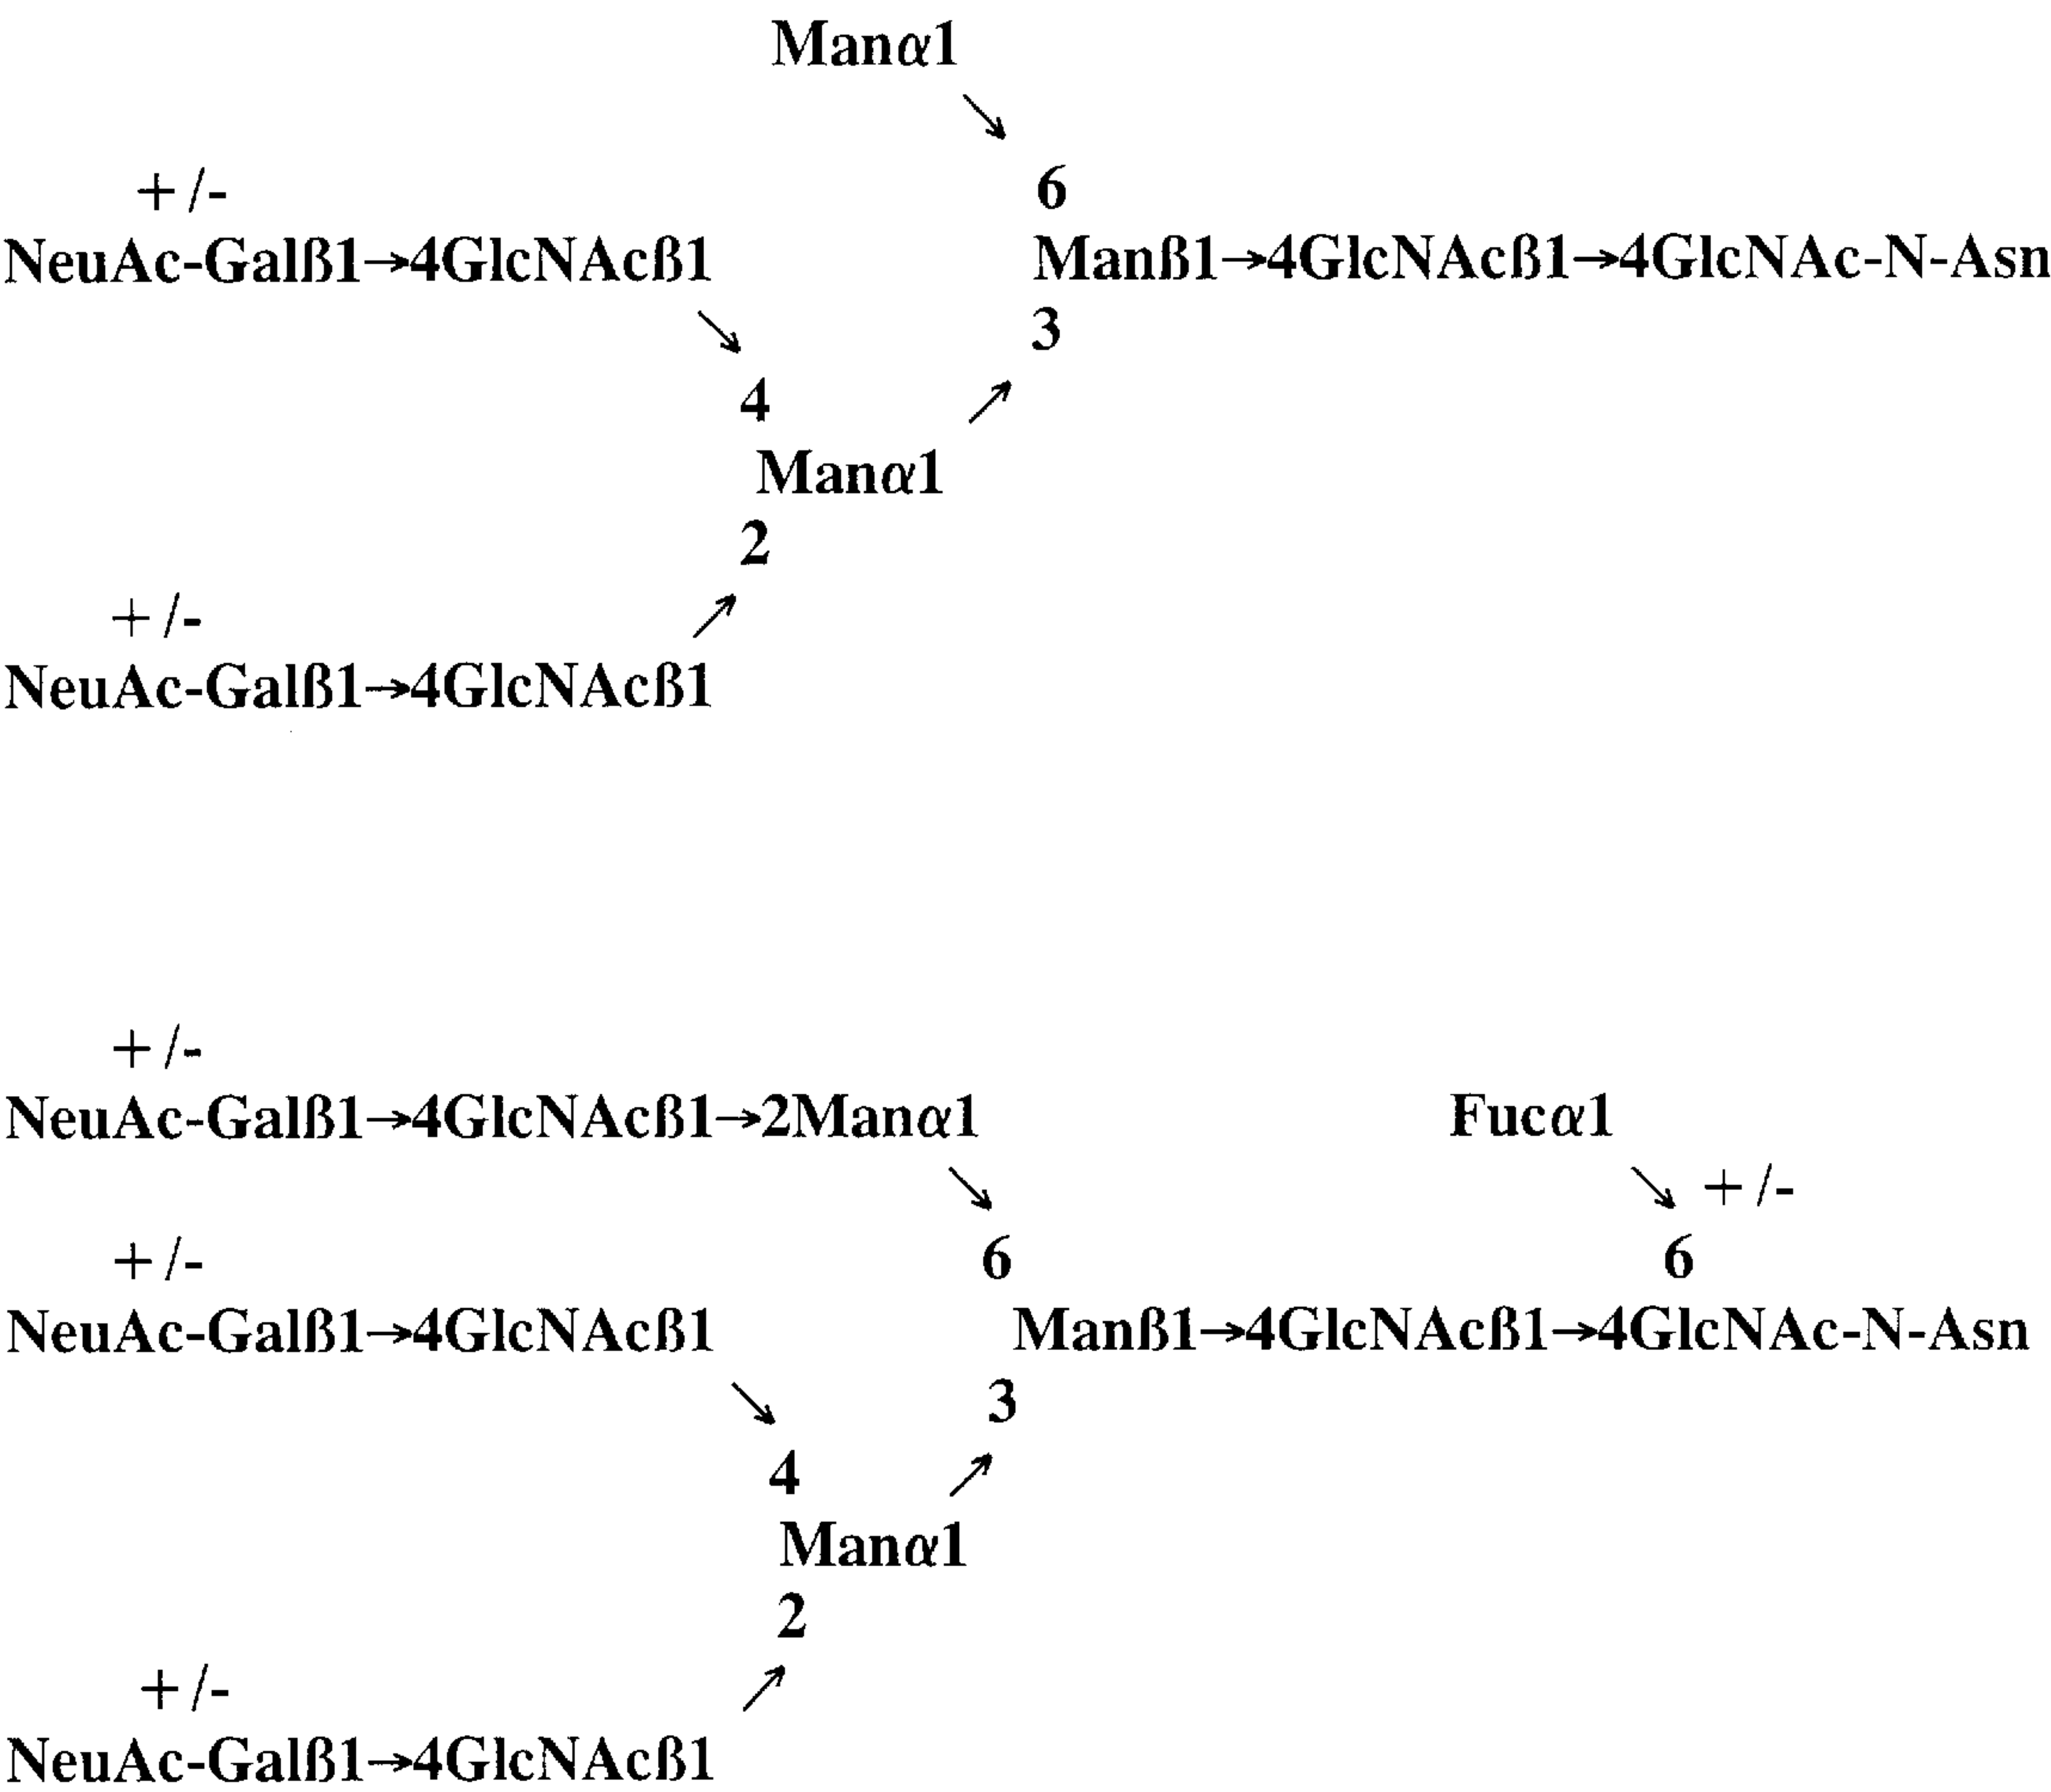 Manα1
+/-
6
NeuAc-Galß1→4GlcNAcß1 Manß1→4GlcNAcß1→4GlcNAc-N-Asn
3
4
Manα1
2
+/-
NeuAc-Galß1→4GlcNAcß1
+/-
NeuAc-Galß1→4GlcNAcß1→2Manα1 Fucα1
+/-
+/- 6 6
NeuAc-Galß1→4GlcNAcß1 Manß1→4GlcNAcß1→4GlcNAc-N-Asn
3
4
Manα1
2
+/-
NeuAc-Galß1→4GlcNAcß1